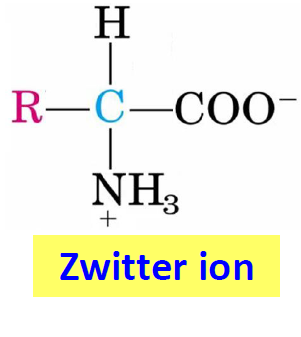 H
R—C—COO⁻
NH₃
+
Zwitter ion